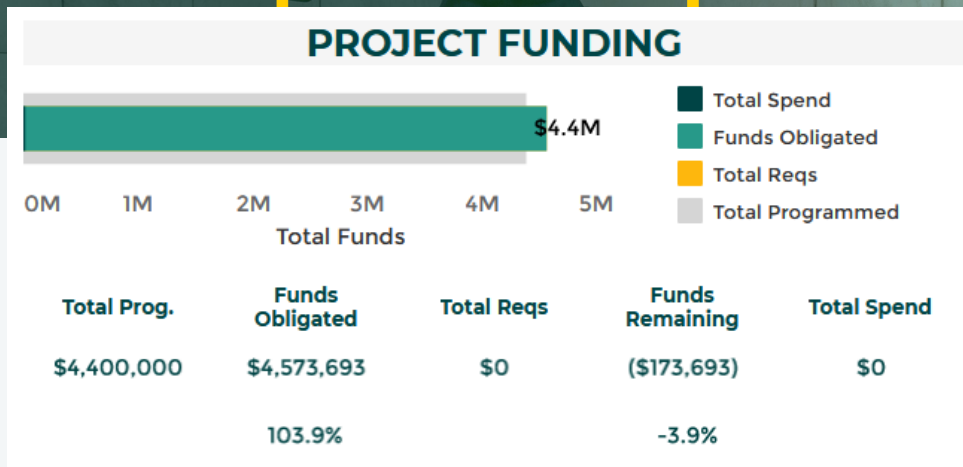 PROJECT FUNDING
$4.4M
0M 1M 2M 3M 4M 5M
Total Funds
Total Spend
Funds Obligated
Total Reqs
Total Programmed
Total Prog. Funds Obligated Total Reqs Funds Remaining Total Spend
$4,400,000 $4,573,693 $0 ($173,693) $0
103.9% -3.9%